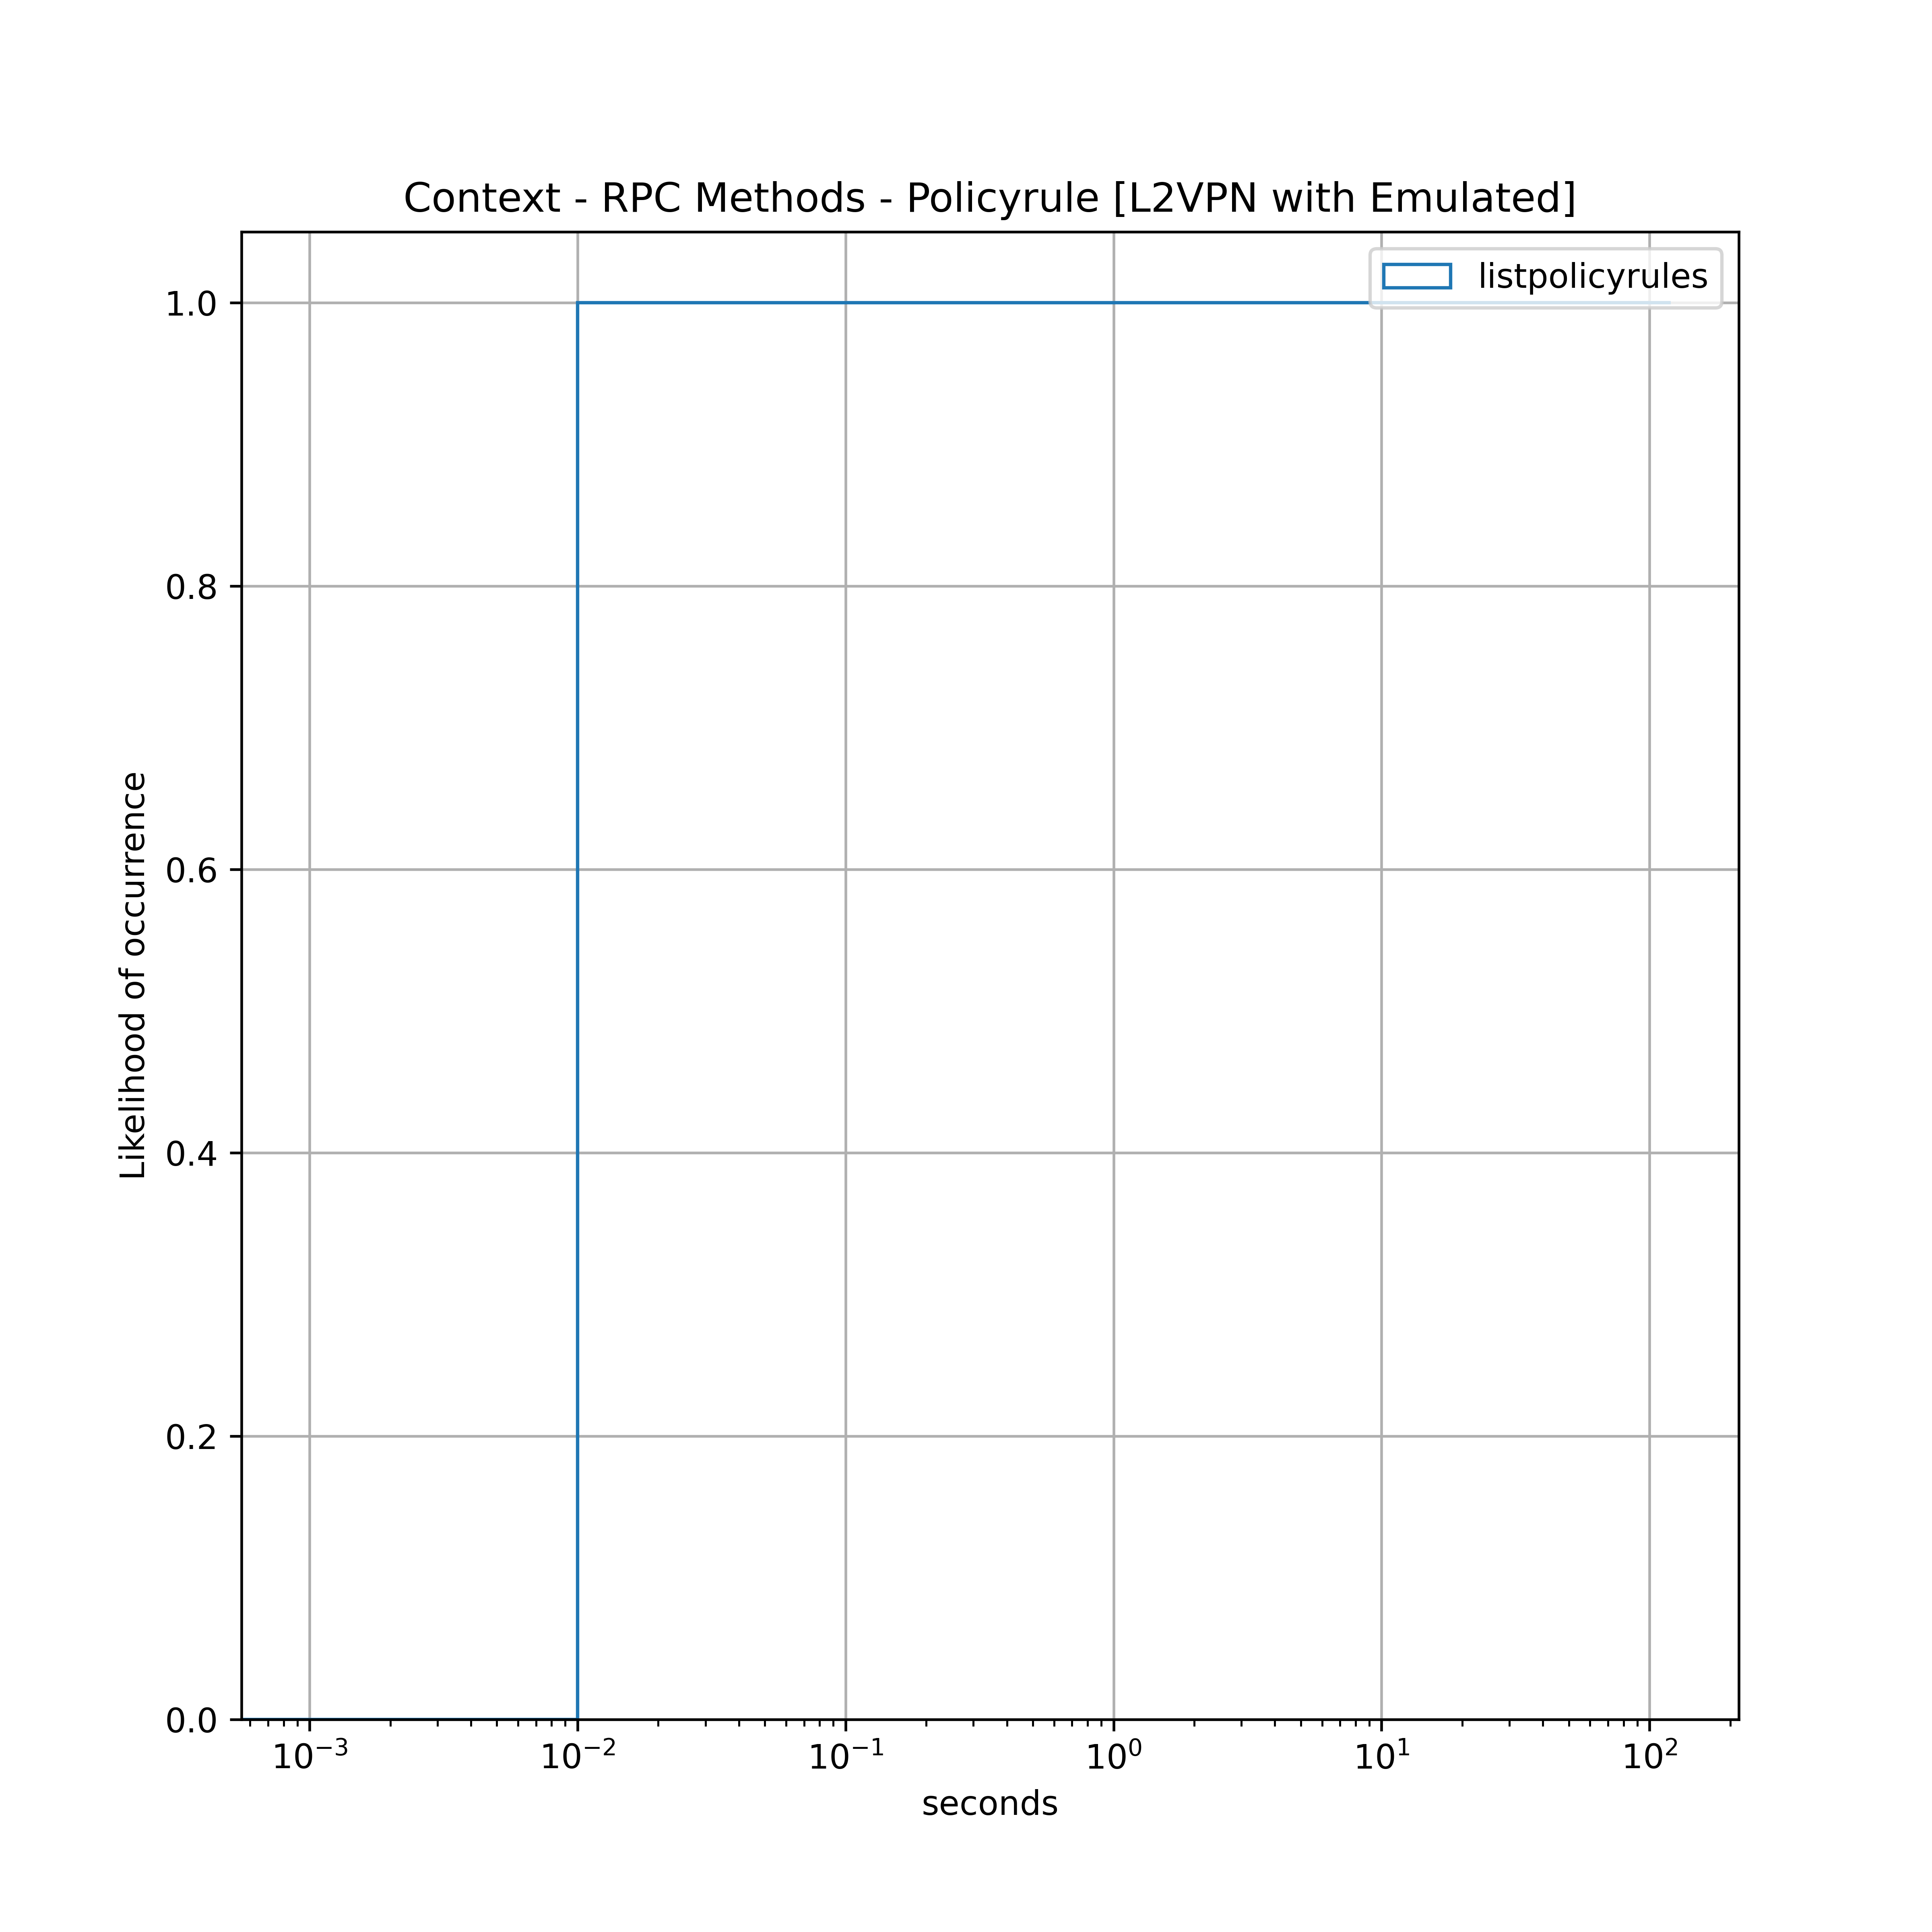 Context - RPC Methods - Policyrule [L2VPN with Emulated]
listpolicyrules
1.0
0.8
0.6
0.4
0.2
0.0
Likelihood of occurrence
10⁻³ 10⁻² 10⁻¹ 10⁰ 10¹ 10²
seconds